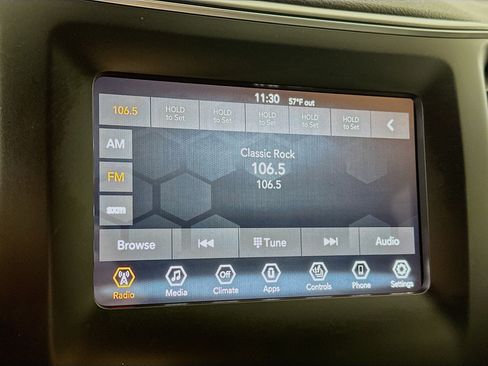 11:30 57°F out
106.5 HOLD to Set HOLD to Set HOLD to Set HOLD to Set HOLD to Set
AM
Classic Rock
FM 106.5
106.5
Browse Tune Audio
Off
Radio Media Climate Apps Controls Phone Settings